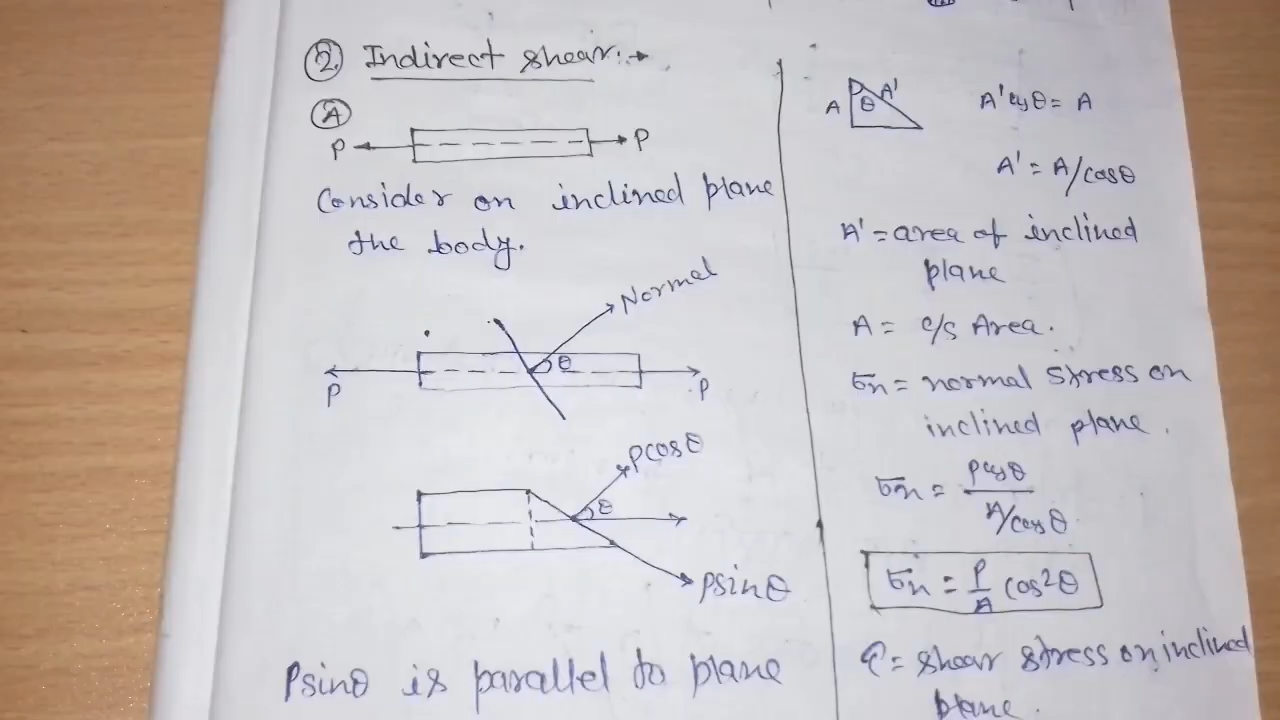 ② Indirect shear:→
Ⓐ
P P
Consider on inclined plane
the body.
Normal
θ
P P
Pcosθ
θ
Psinθ
Psinθ is parallel to plane
A θ A'
A'cosθ = A
A' = A/cosθ
A' = area of inclined
plane
A = c/s Area.
σn = normal stress on
inclined plane.
σn = Pcosθ
A/cosθ
σn = P/A cos²θ
τ = shear stress on inclined
plane.